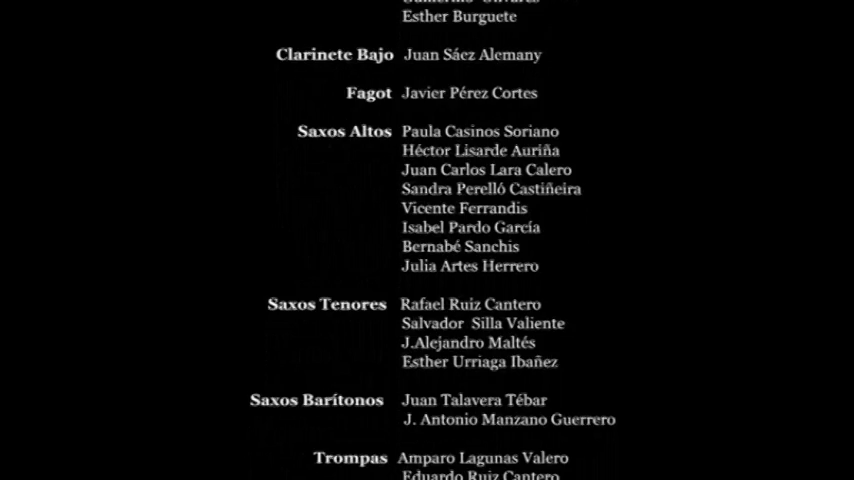 Esther Burguete
Clarinete Bajo Juan Sáez Alemany
Fagot Javier Pérez Cortes
Saxos Altos Paula Casinos Soriano
Héctor Lisarde Auriña
Juan Carlos Lara Calero
Sandra Perelló Castiñeira
Vicente Ferrandis
Isabel Pardo García
Bernabé Sanchis
Julia Artes Herrero
Saxos Tenores Rafael Ruiz Cantero
Salvador Silla Valiente
J.Alejandro Maltés
Esther Urriaga Ibañez
Saxos Barítonos Juan Talavera Tébar
J. Antonio Manzano Guerrero
Trompas Amparo Lagunas Valero
Eduardo Ruiz Cantero